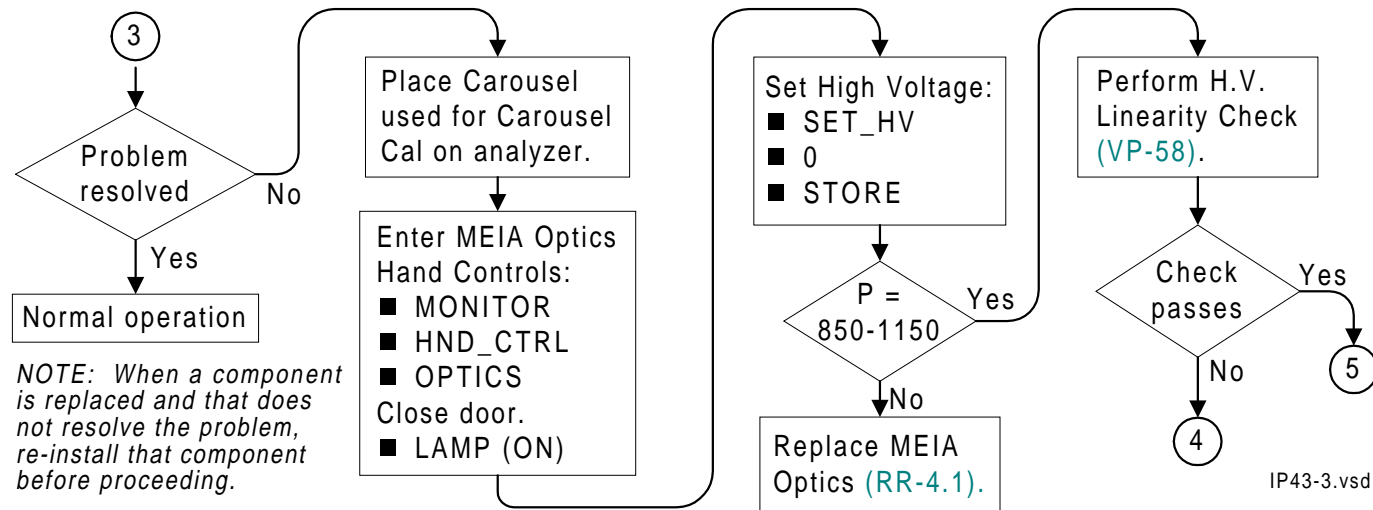 3
Problem
resolved
No
Yes
Normal operation
NOTE: When a component
is replaced and that does
not resolve the problem,
re-install that component
before proceeding.
Place Carousel
used for Carousel
Cal on analyzer.
Enter MEIA Optics
Hand Controls:
■ MONITOR
■ HND_CTRL
■ OPTICS
Close door.
■ LAMP (ON)
Set High Voltage:
■ SET_HV
■ 0
■ STORE
P =
850-1150
Yes
No
Replace MEIA
Optics (RR-4.1).
Perform H.V.
Linearity Check
(VP-58).
Check
passes
Yes
No
5
4
IP43-3.vsd